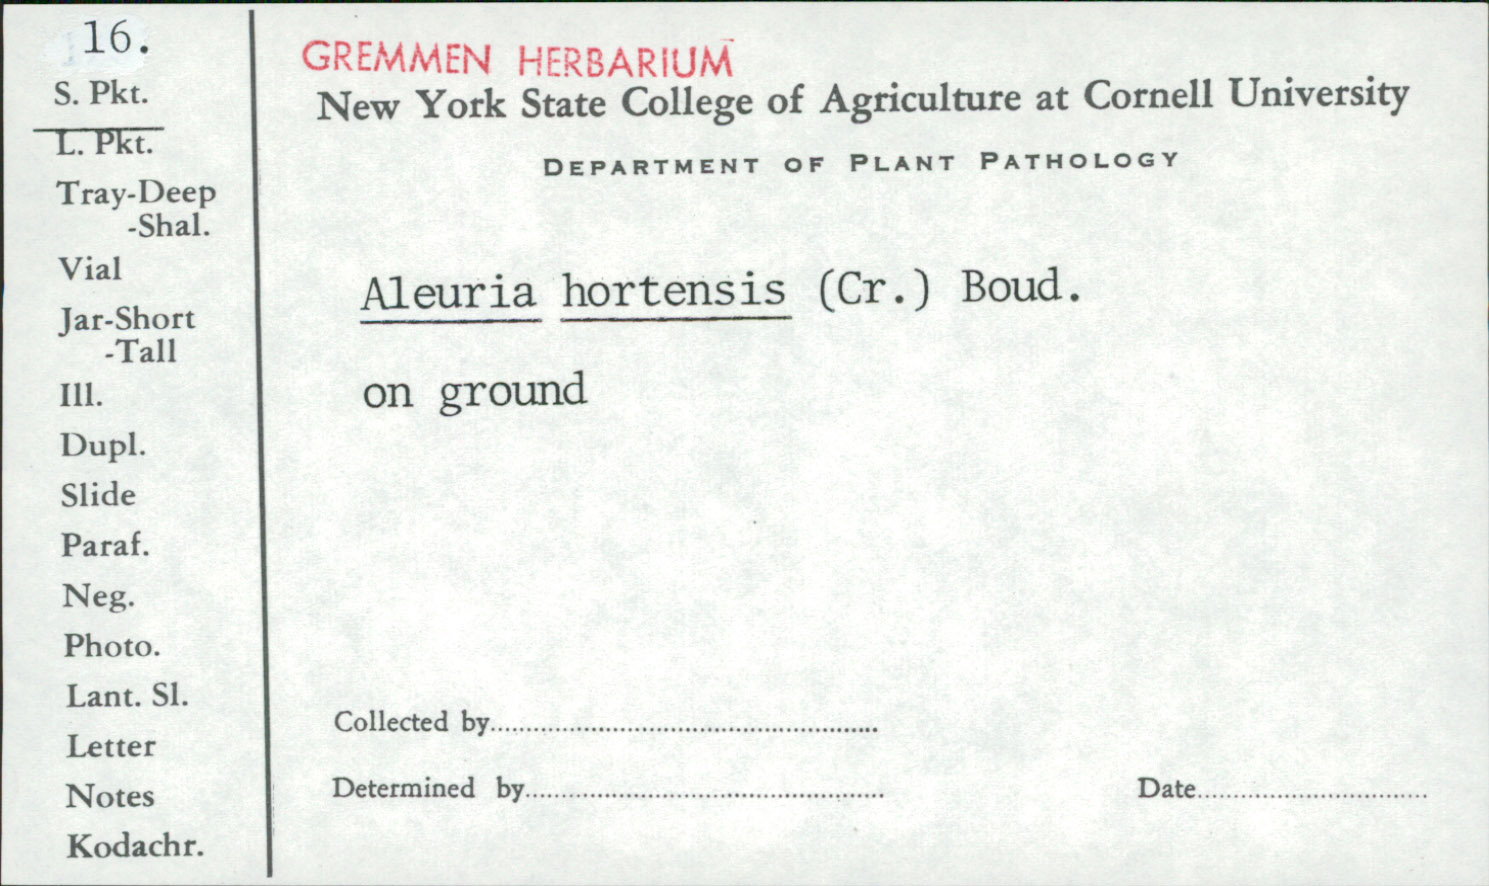 16.
S. Pkt.
L. Pkt.
Tray-Deep
-Shal.
Vial
Jar-Short
-Tall
Ill.
Dupl.
Slide
Paraf.
Neg.
Photo.
Lant. Sl.
Letter
Notes
Kodachr.
GREMMEN HERBARIUM
New York State College of Agriculture at Cornell University
DEPARTMENT OF PLANT PATHOLOGY
Aleuria hortensis (Cr.) Boud.
on ground
Collected by
Determined by
Date